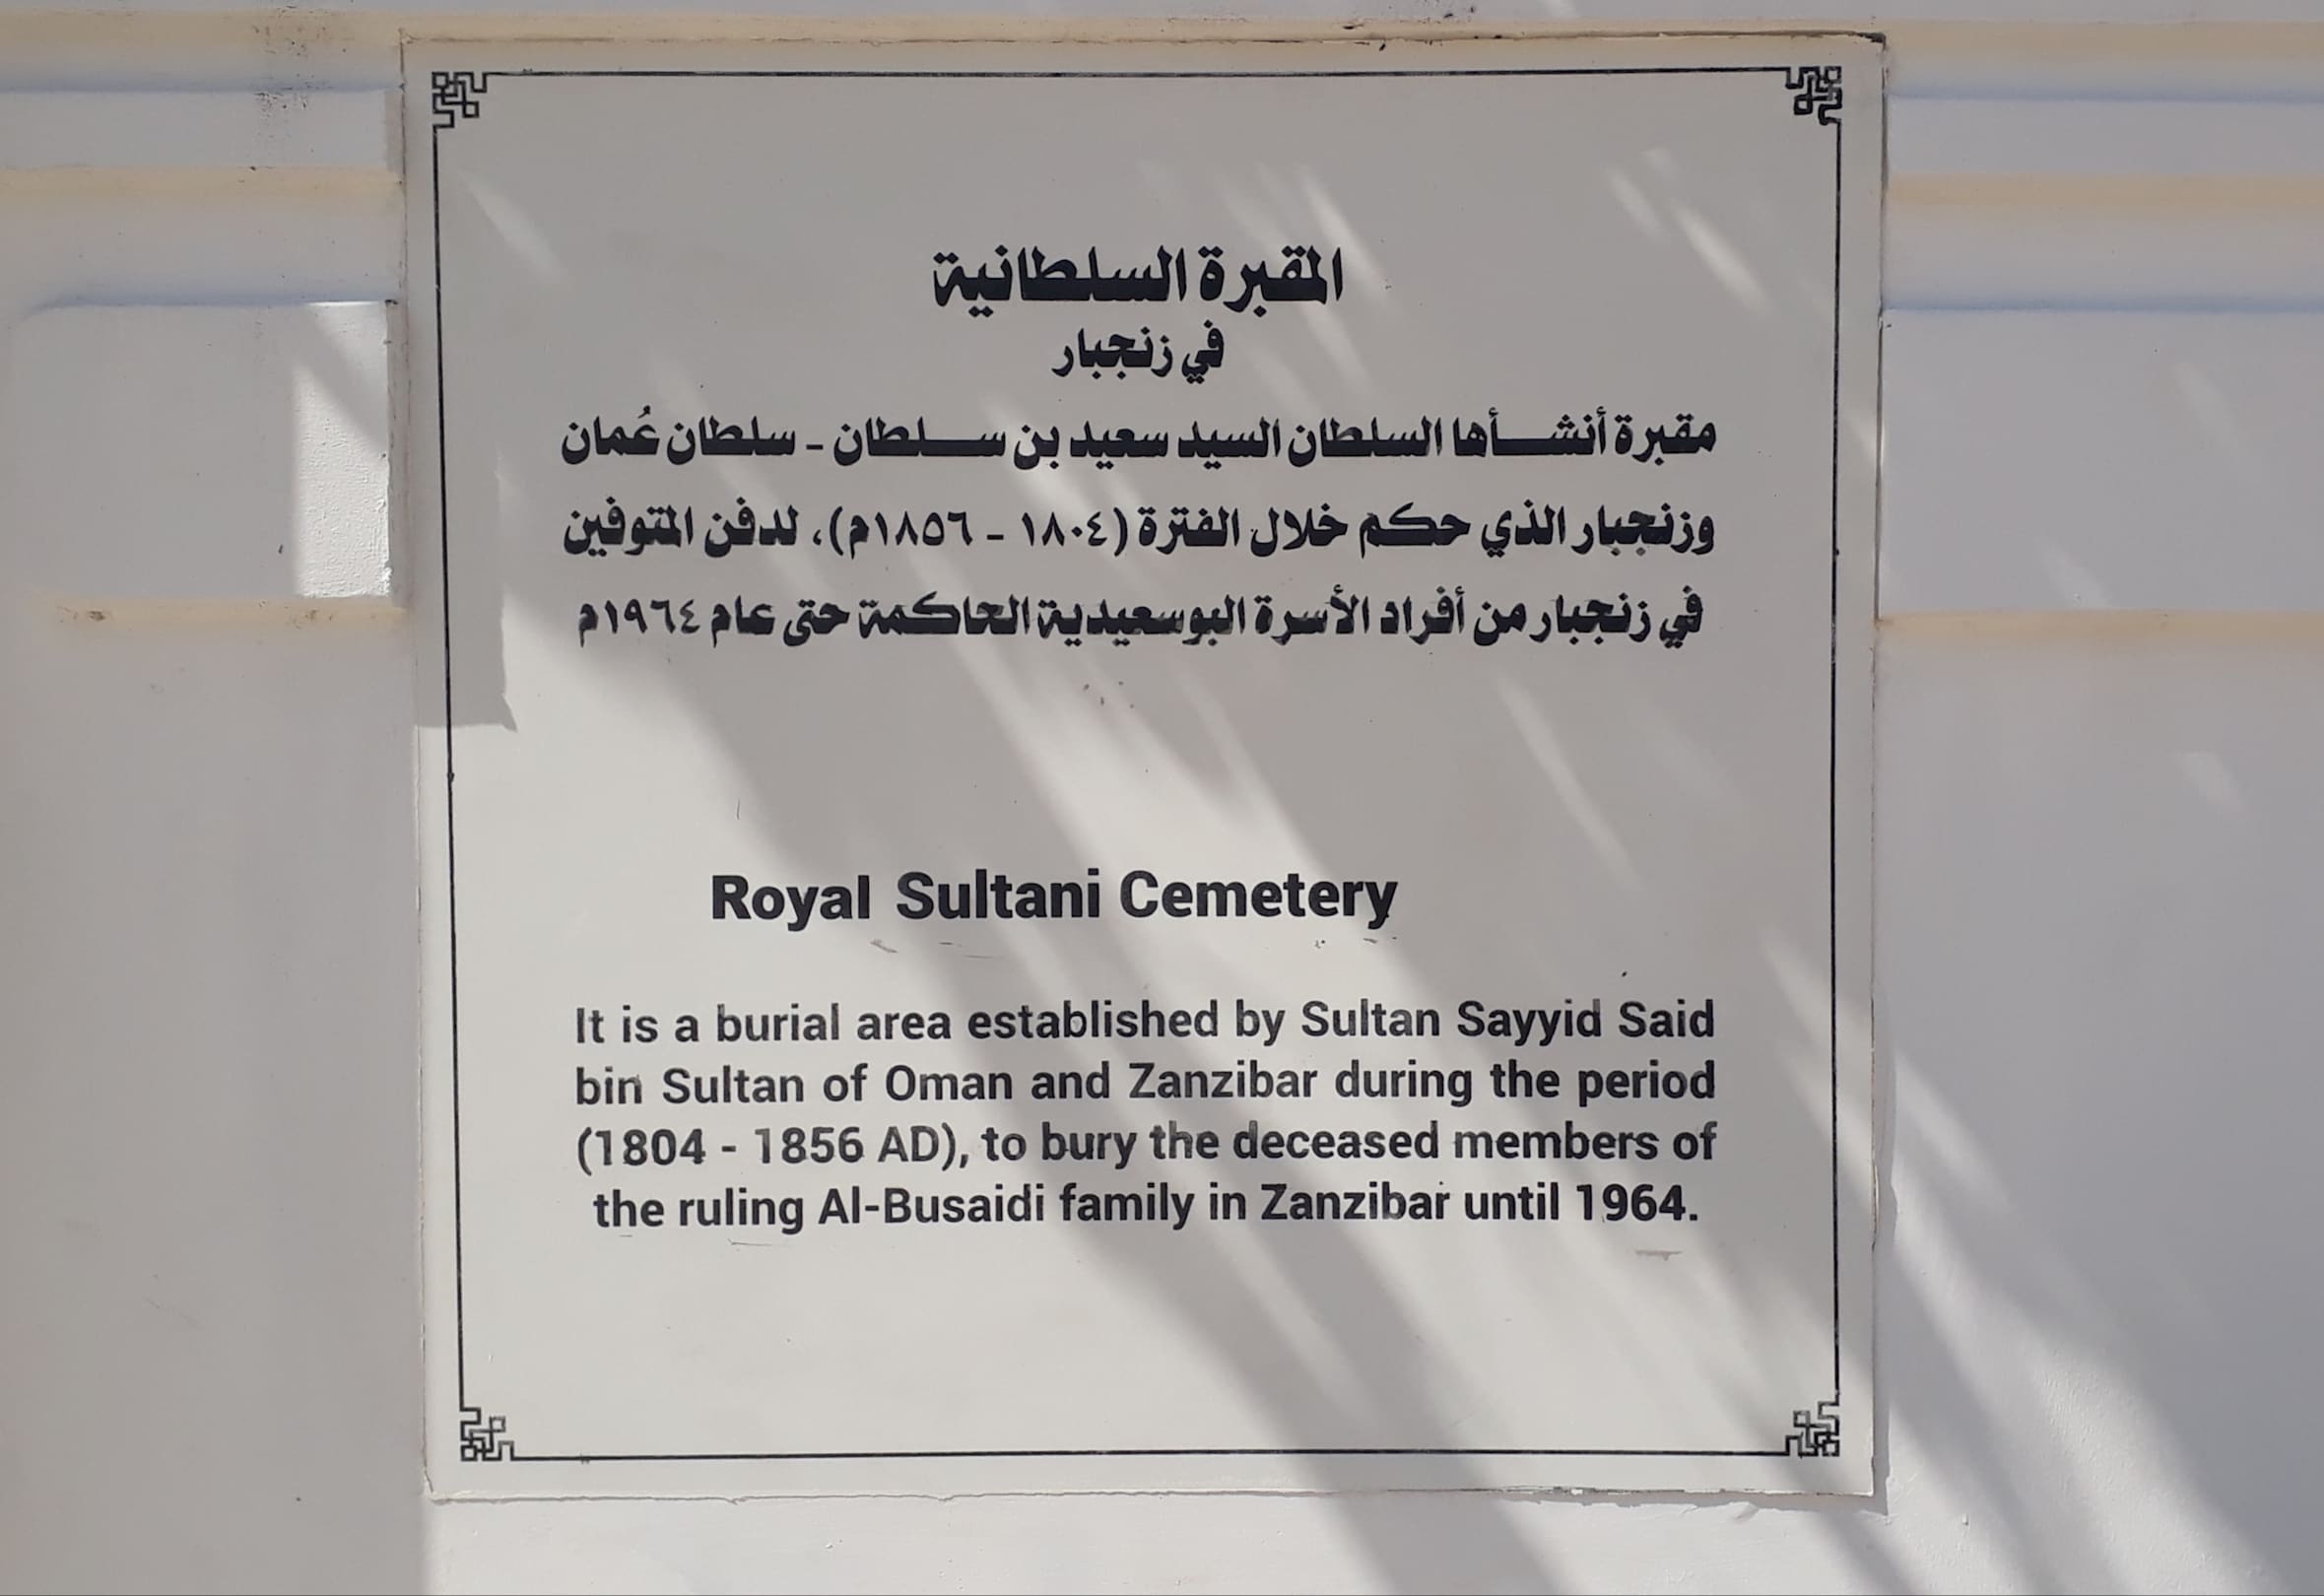 المقبرة السلطانية
في زنجبار
مقبرة أنشأها السلطان السيد سعيد بن سلطان - سلطان عُمان
وزنجبار الذي حكم خلال الفترة (١٨٠٤ - ١٨٥٦م)، لدفن المتوفين
في زنجبار من أفراد الأسرة البوسعيدية الحاكمة حتى عام ١٩٦٤م
Royal Sultani Cemetery
It is a burial area established by Sultan Sayyid Said
bin Sultan of Oman and Zanzibar during the period
(1804 - 1856 AD), to bury the deceased members of
the ruling Al-Busaidi family in Zanzibar until 1964.